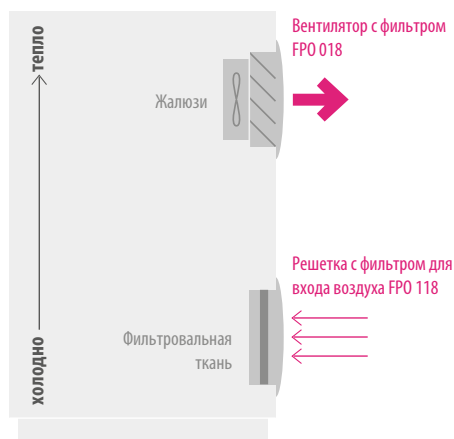 Вентилятор с фильтром
FPO 018
тепло
Жалюзи
Решетка с фильтром для
входа воздуха FPO 118
Фильтровальная
ткань
холодно